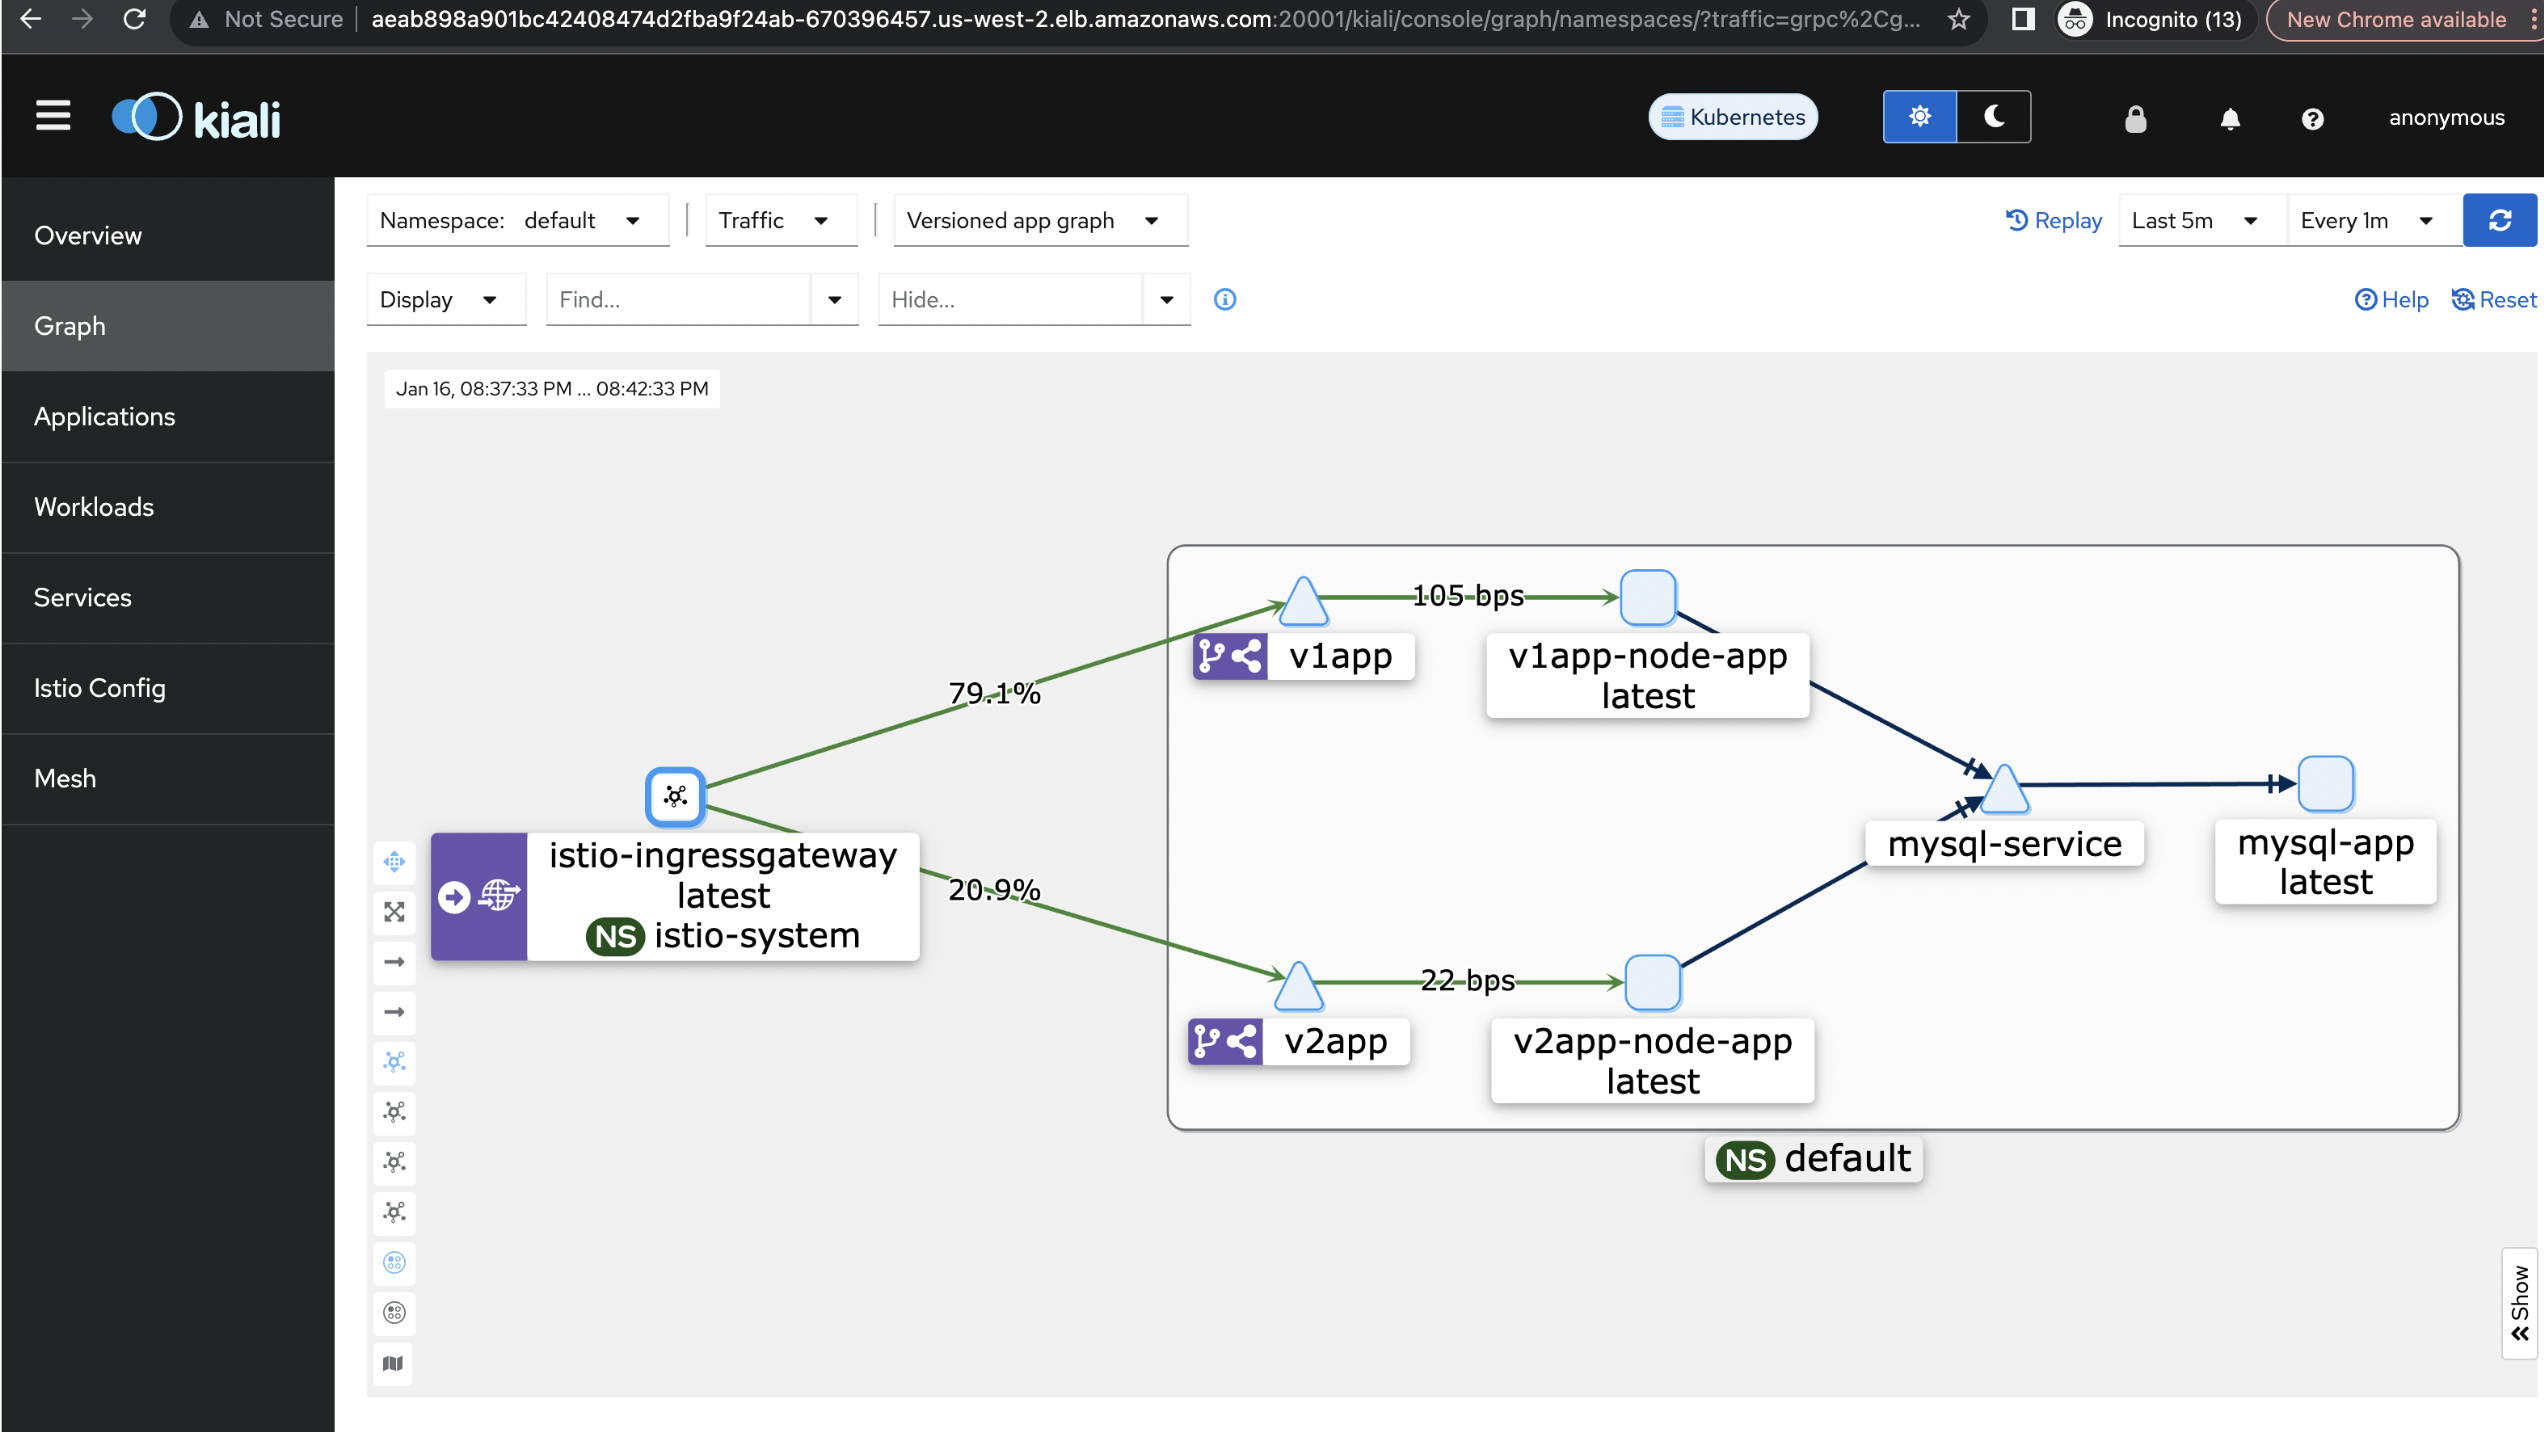 Not Secure aeab898a901bc42408474d2fba9f24ab-670396457.us-west-2.elb.amazonaws.com:20001/kiali/console/graph/namespaces/?traffic=grpc%2Cg... Incognito (13) New Chrome available
kiali
Kubernetes
anonymous
Overview
Graph
Applications
Workloads
Services
Istio Config
Mesh
Namespace: default
Traffic
Versioned app graph
Replay
Last 5m
Every 1m
Display
Find...
Hide...
Help
Reset
Jan 16, 08:37:33 PM ... 08:42:33 PM
105 bps
v1app
v1app-node-app
latest
79.1%
istio-ingressgateway
latest
NS istio-system
20.9%
mysql-service
mysql-app
latest
22 bps
v2app
v2app-node-app
latest
NS default
Show